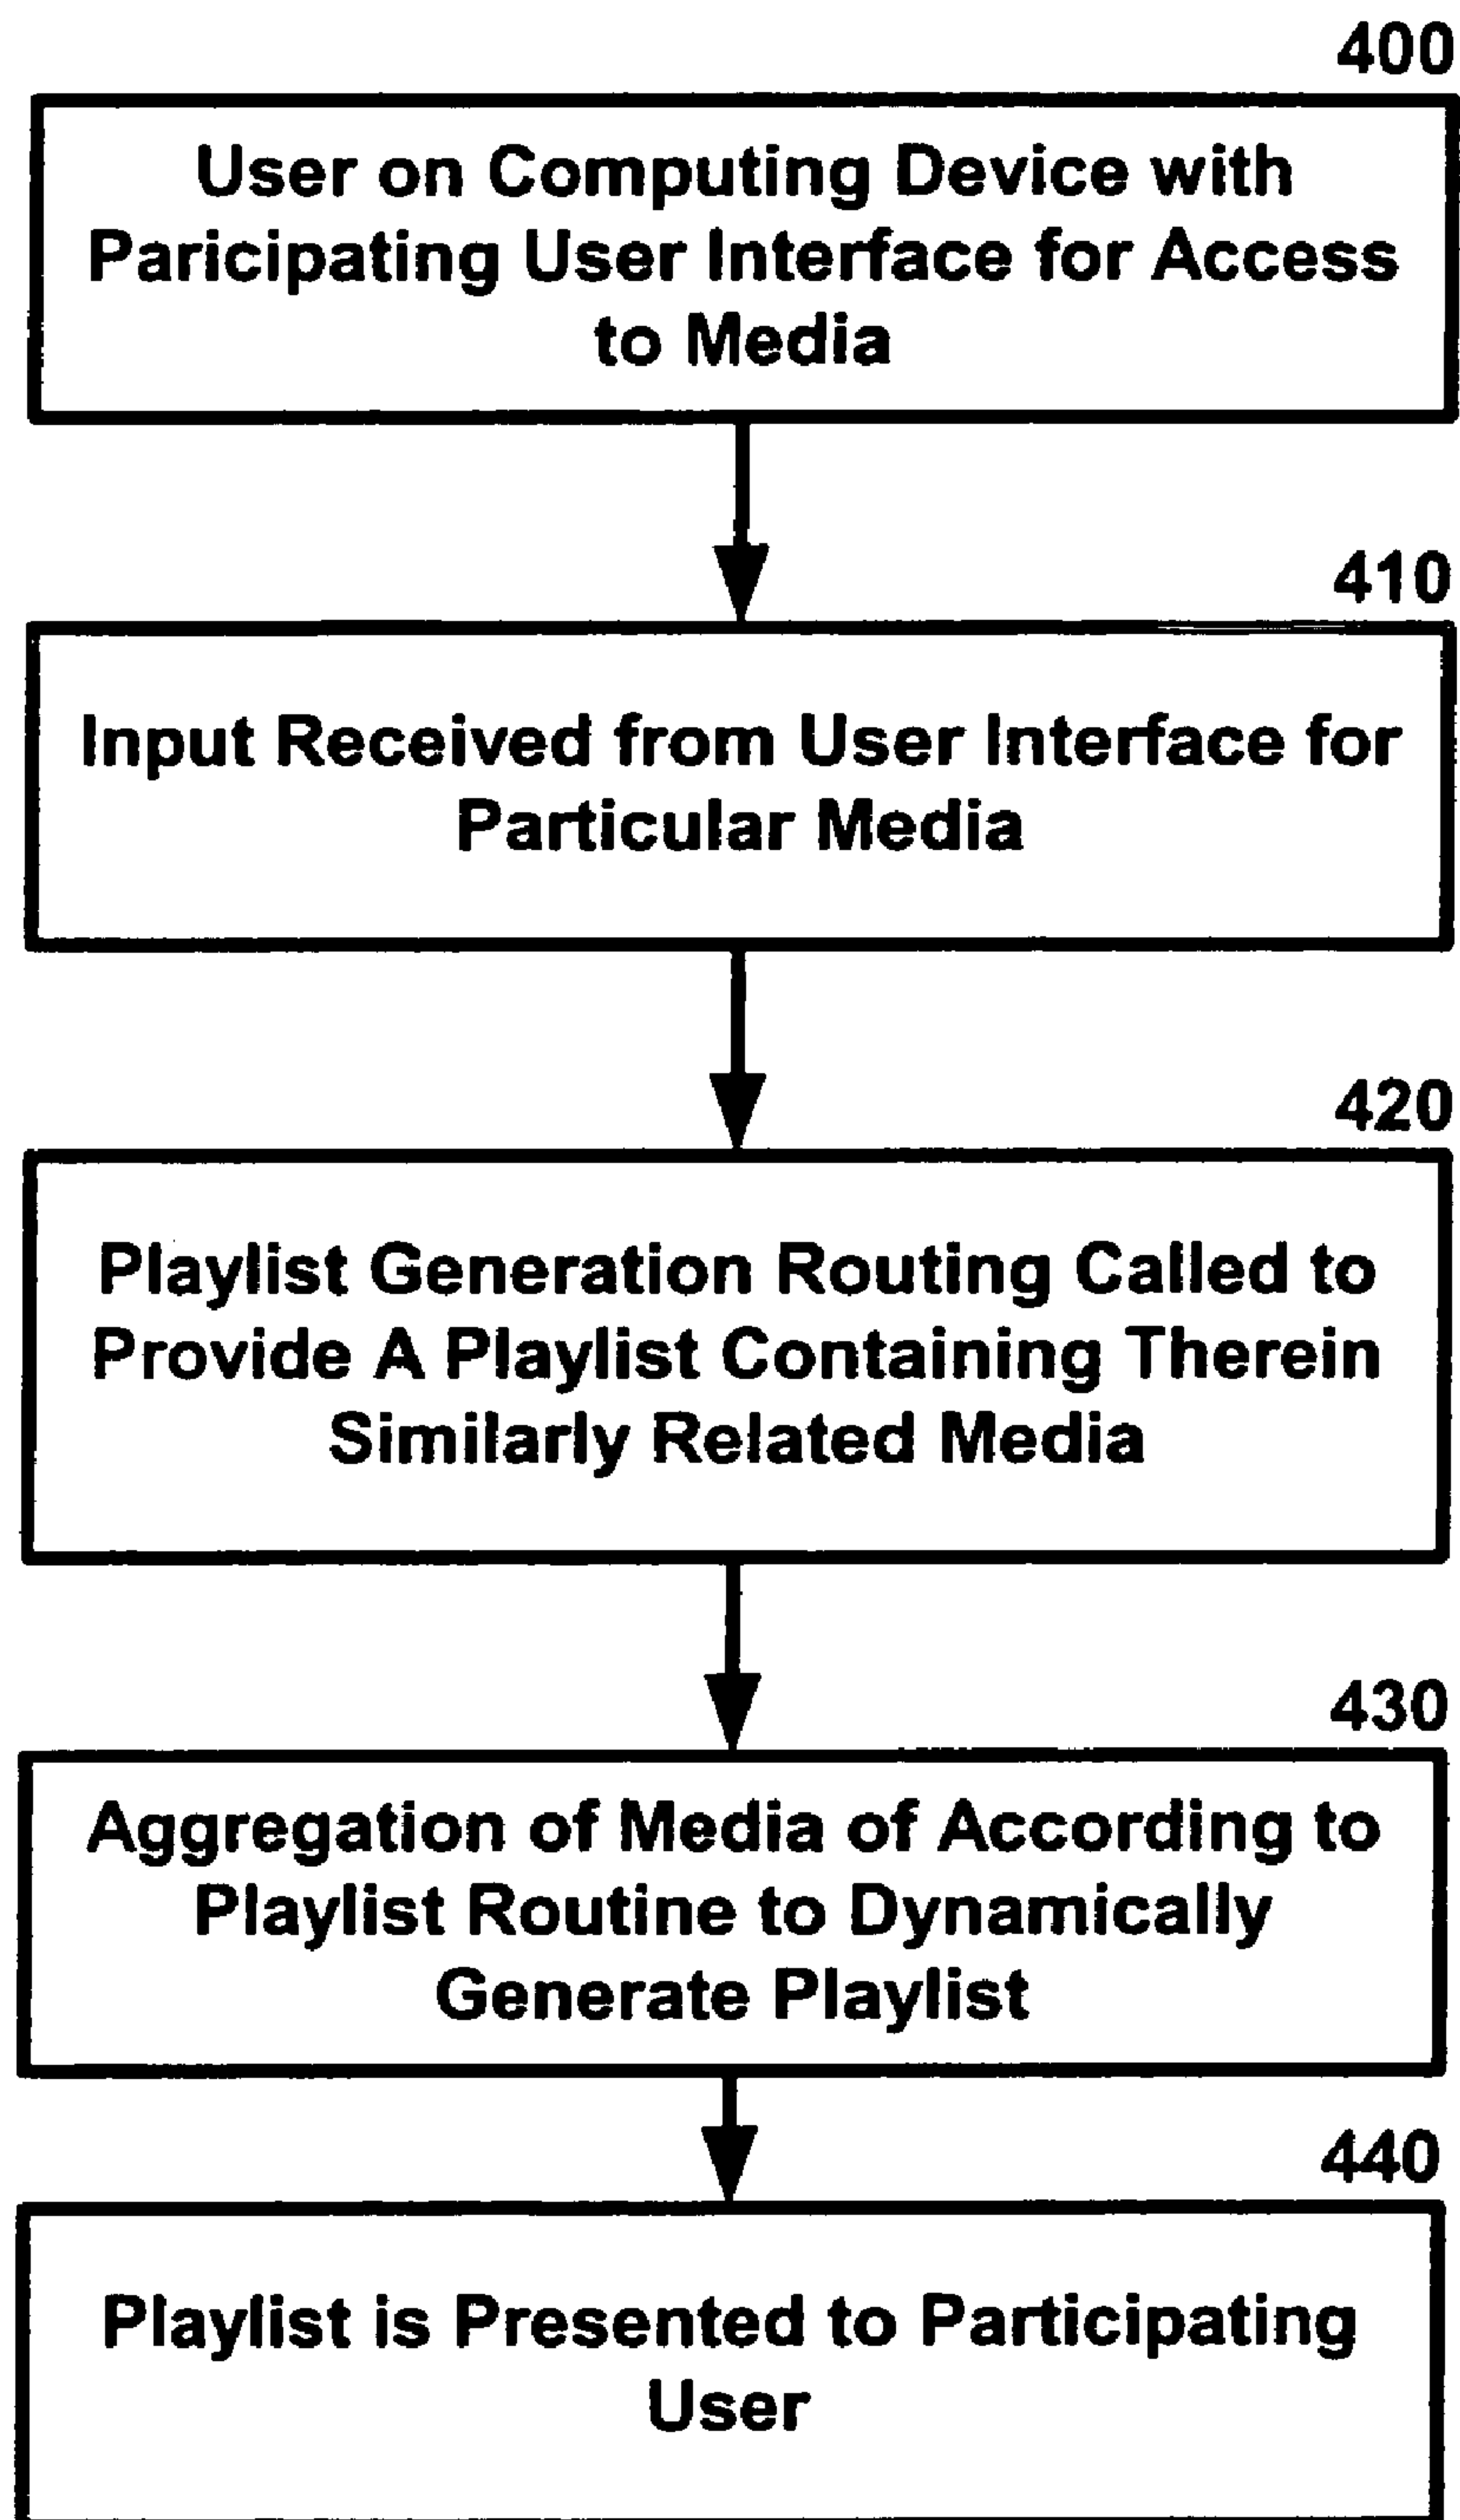 400
User on Computing Device with
Paricipating User Interface for Access
to Media
410
Input Received from User Interface for
Particular Media
420
Playlist Generation Routing Called to
Provide A Playlist Containing Therein
Similarly Related Media
430
Aggregation of Media of According to
Playlist Routine to Dynamically
Generate Playlist
440
Playlist is Presented to Participating
User